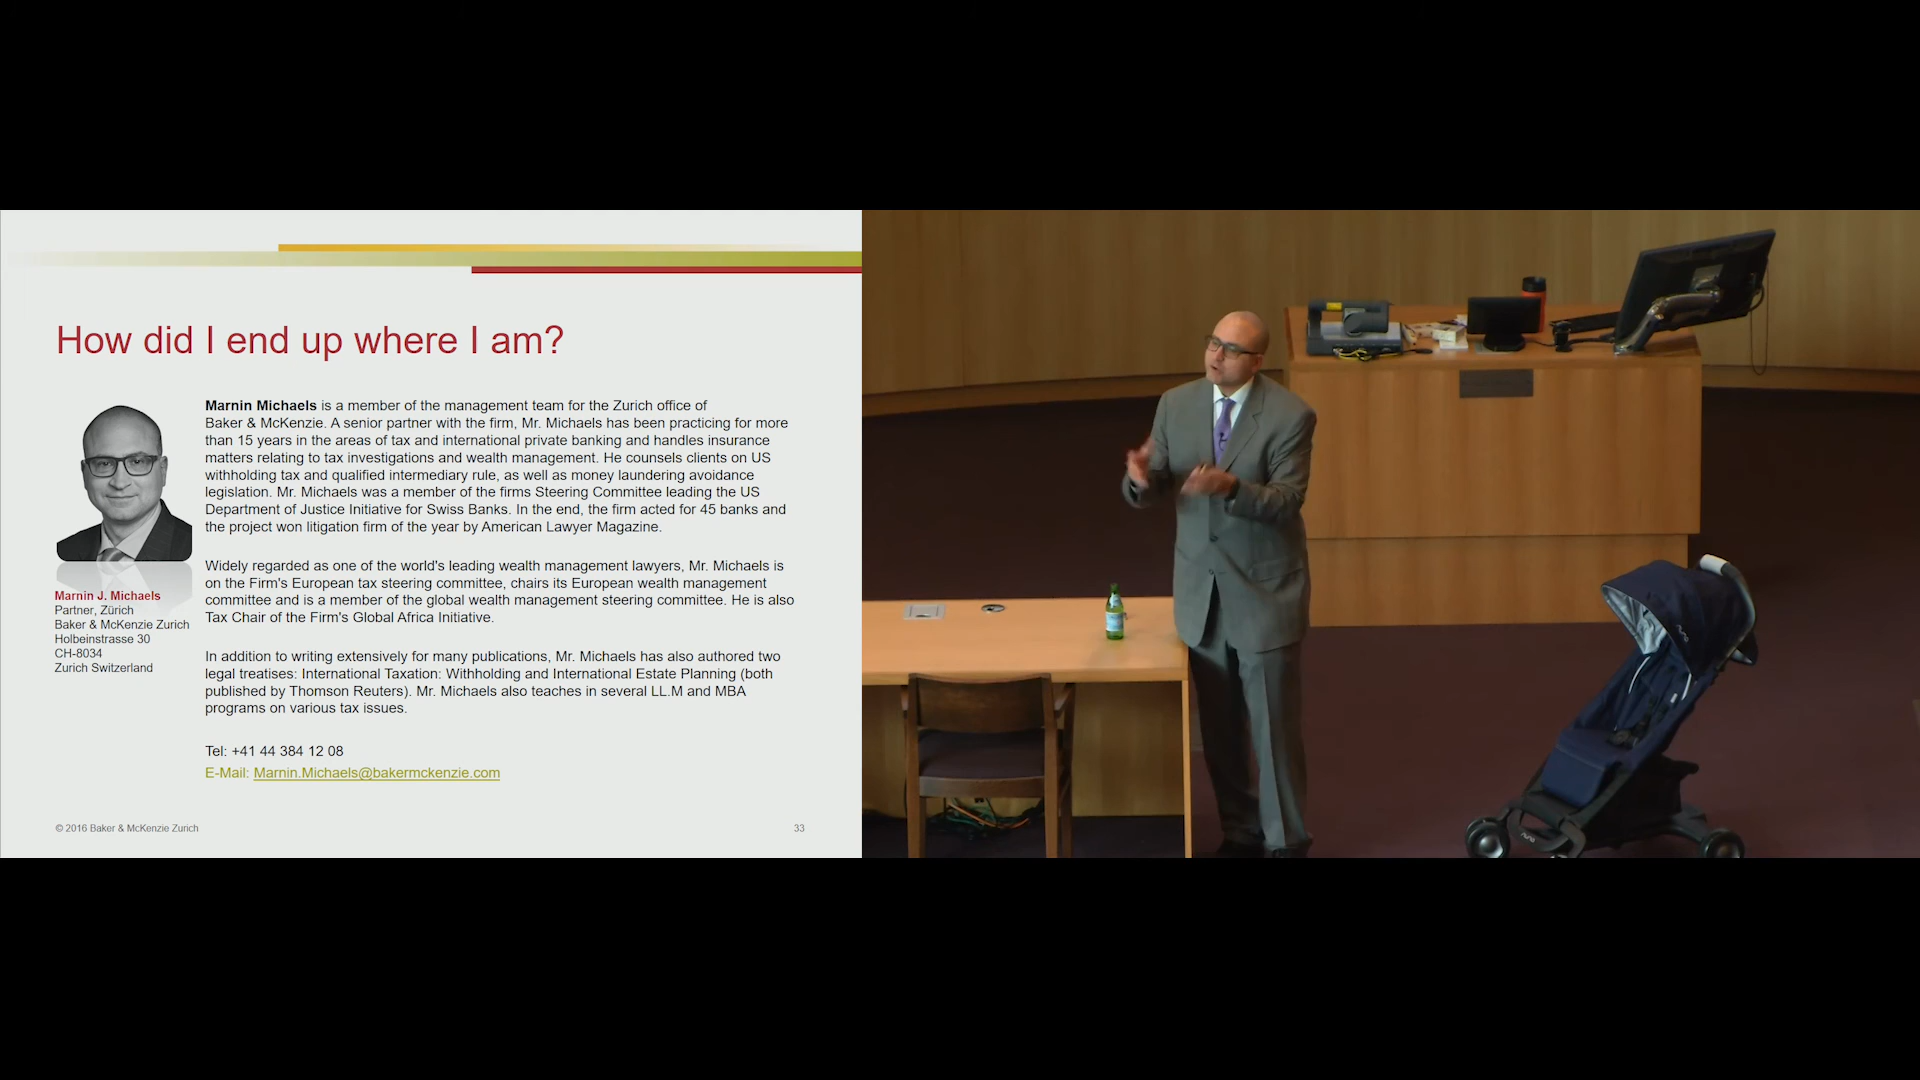 How did I end up where I am?
Marnin Michaels is a member of the management team for the Zurich office of
Baker & McKenzie. A senior partner with the firm, Mr. Michaels has been practicing for more
than 15 years in the areas of tax and international private banking and handles insurance
matters relating to tax investigations and wealth management. He counsels clients on US
withholding tax and qualified intermediary rule, as well as money laundering avoidance
legislation. Mr. Michaels was a member of the firms Steering Committee leading the US
Department of Justice Initiative for Swiss Banks. In the end, the firm acted for 45 banks and
the project won litigation firm of the year by American Lawyer Magazine.
Widely regarded as one of the world's leading wealth management lawyers, Mr. Michaels is
on the Firm's European tax steering committee, chairs its European wealth management
committee and is a member of the global wealth management steering committee. He is also
Tax Chair of the Firm's Global Africa Initiative.
In addition to writing extensively for many publications, Mr. Michaels has also authored two
legal treatises: International Taxation: Withholding and International Estate Planning (both
published by Thomson Reuters). Mr. Michaels also teaches in several LL.M and MBA
programs on various tax issues.
Tel: +41 44 384 12 08
E-Mail: Marnin.Michaels@bakermckenzie.com
Marnin J. Michaels
Partner, Zürich
Baker & McKenzie Zurich
Holbeinstrasse 30
CH-8034
Zurich Switzerland
© 2016 Baker & McKenzie Zurich
33
nuna
nuna